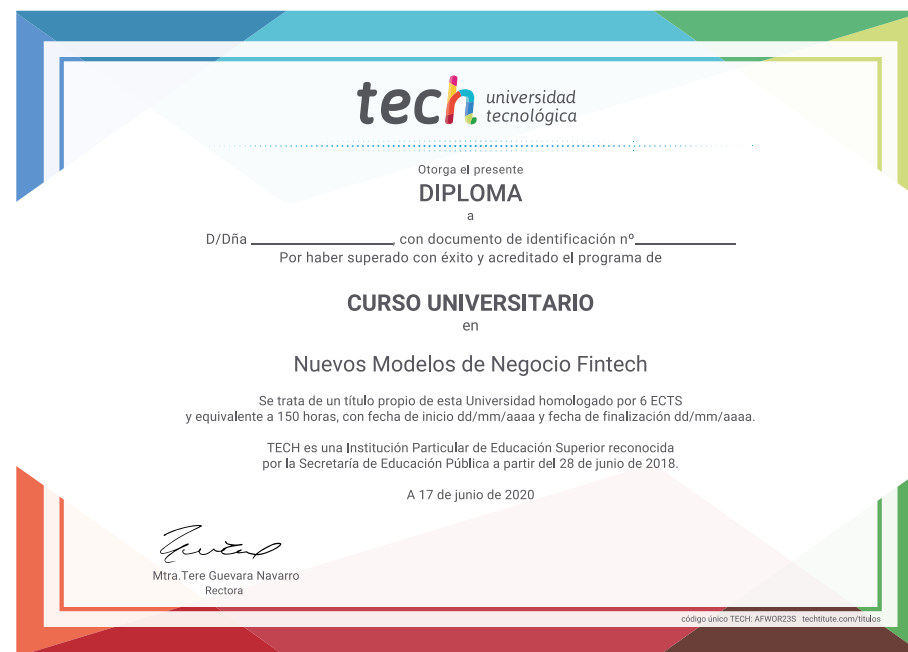 tech universidad
tecnológica
Otorga el presente
DIPLOMA
a
D/Dña ____________________, con documento de identificación nº______________
Por haber superado con éxito y acreditado el programa de
CURSO UNIVERSITARIO
en
Nuevos Modelos de Negocio Fintech
Se trata de un título propio de esta Universidad homologado por 6 ECTS
y equivalente a 150 horas, con fecha de inicio dd/mm/aaaa y fecha de finalización dd/mm/aaaa.
TECH es una Institución Particular de Educación Superior reconocida
por la Secretaría de Educación Pública a partir del 28 de junio de 2018.
A 17 de junio de 2020
Mtra.Tere Guevara Navarro
Rectora
código único TECH: AFWOR23S techtitute.com/titulos